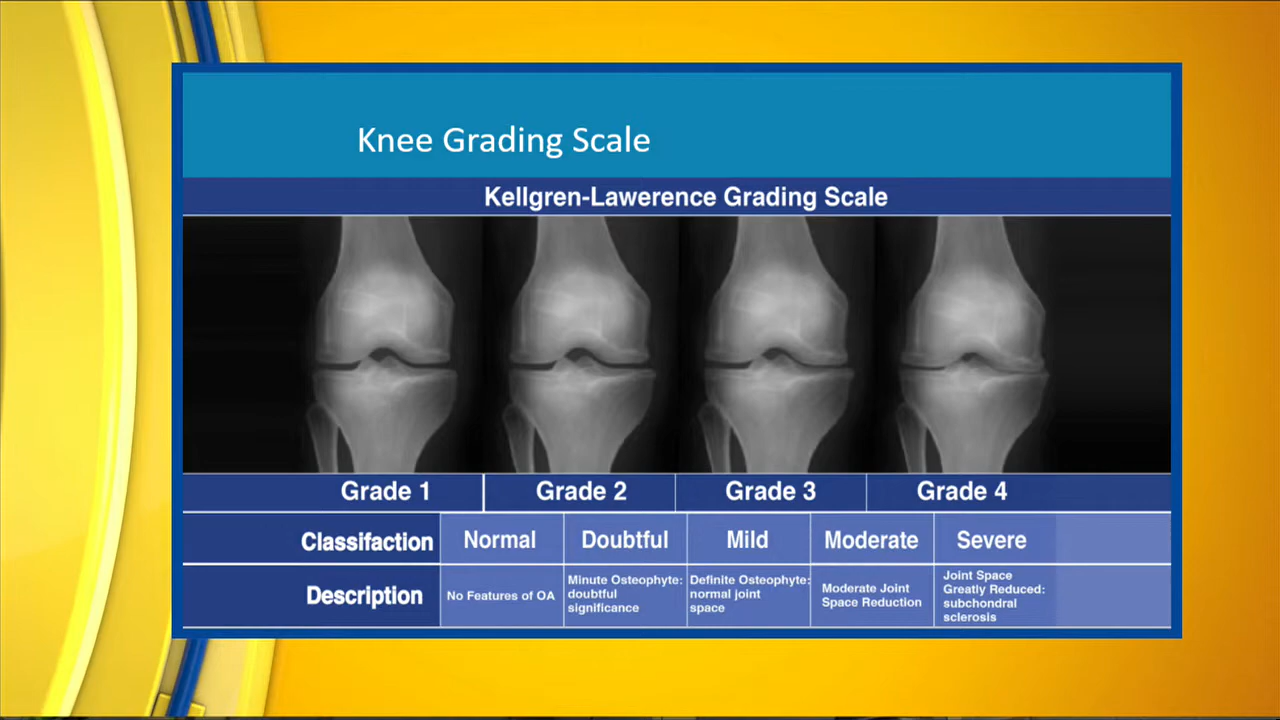 Knee Grading Scale
Kellgren-Lawerence Grading Scale
Grade 1
Grade 2
Grade 3
Grade 4
Classifaction
Normal
Doubtful
Mild
Moderate
Severe
Description
No Features of OA
Minute Osteophyte:
doubtful
significance
Definite Osteophyte:
normal joint
space
Moderate Joint
Space Reduction
Joint Space
Greatly Reduced:
subchondral
sclerosis